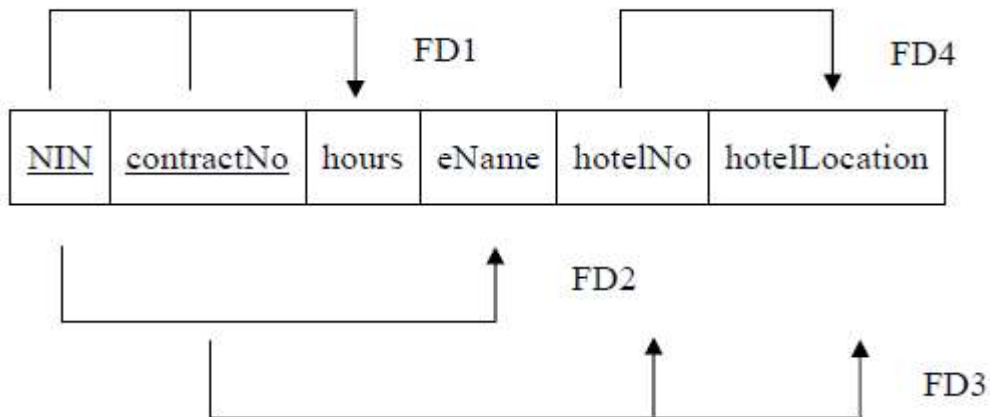 FD1
FD4
NIN contractNo hours eName hotelNo hotelLocation
FD2
FD3